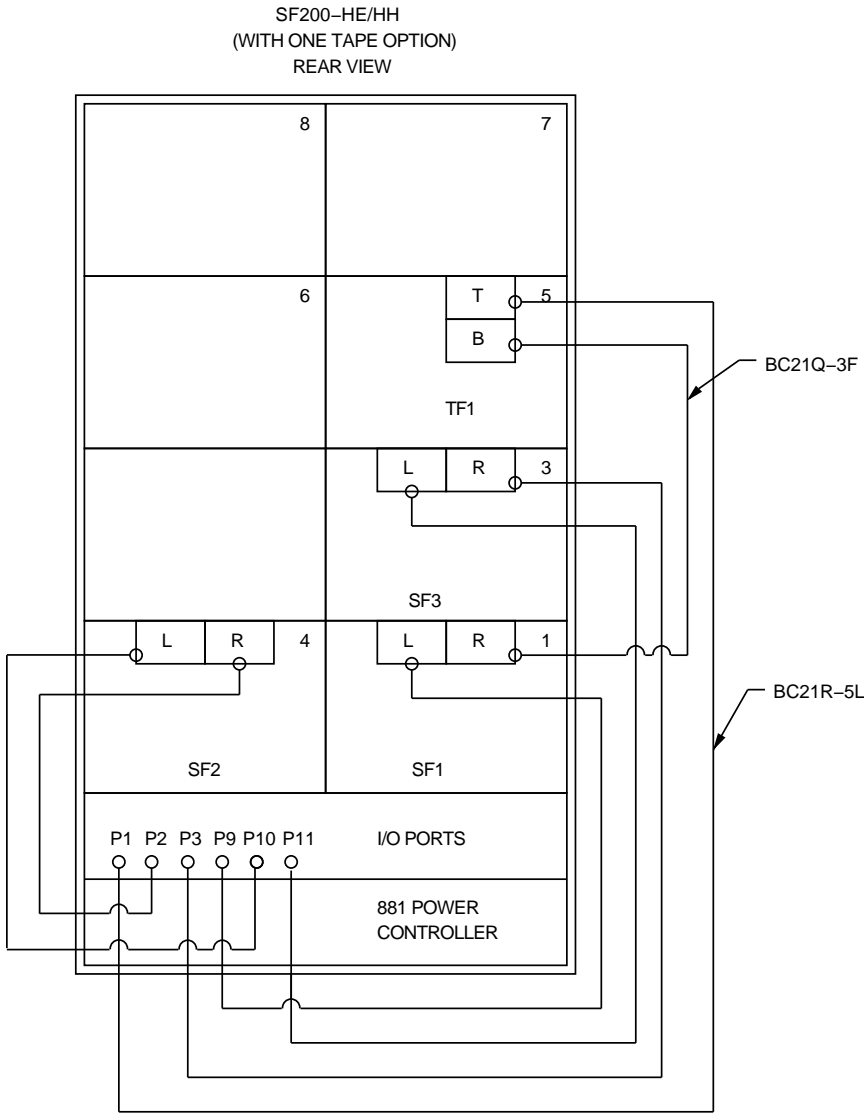 SF200–HE/HH
(WITH ONE TAPE OPTION)
REAR VIEW
8
7
6
T
5
B
BC21Q–3F
TF1
L
R
3
SF3
L
R
4
L
R
1
BC21R–5L
SF2
SF1
P1 P2 P3 P9 P10 P11
I/O PORTS
881 POWER
CONTROLLER